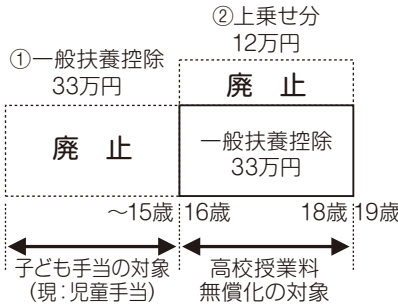 ②上乗せ分
12万円
①一般扶養控除
33万円
廃 止
廃 止
一般扶養控除
33万円
~15歳 16歳 18歳 19歳
子ども手当の対象
(現:児童手当)
高校授業料
無償化の対象